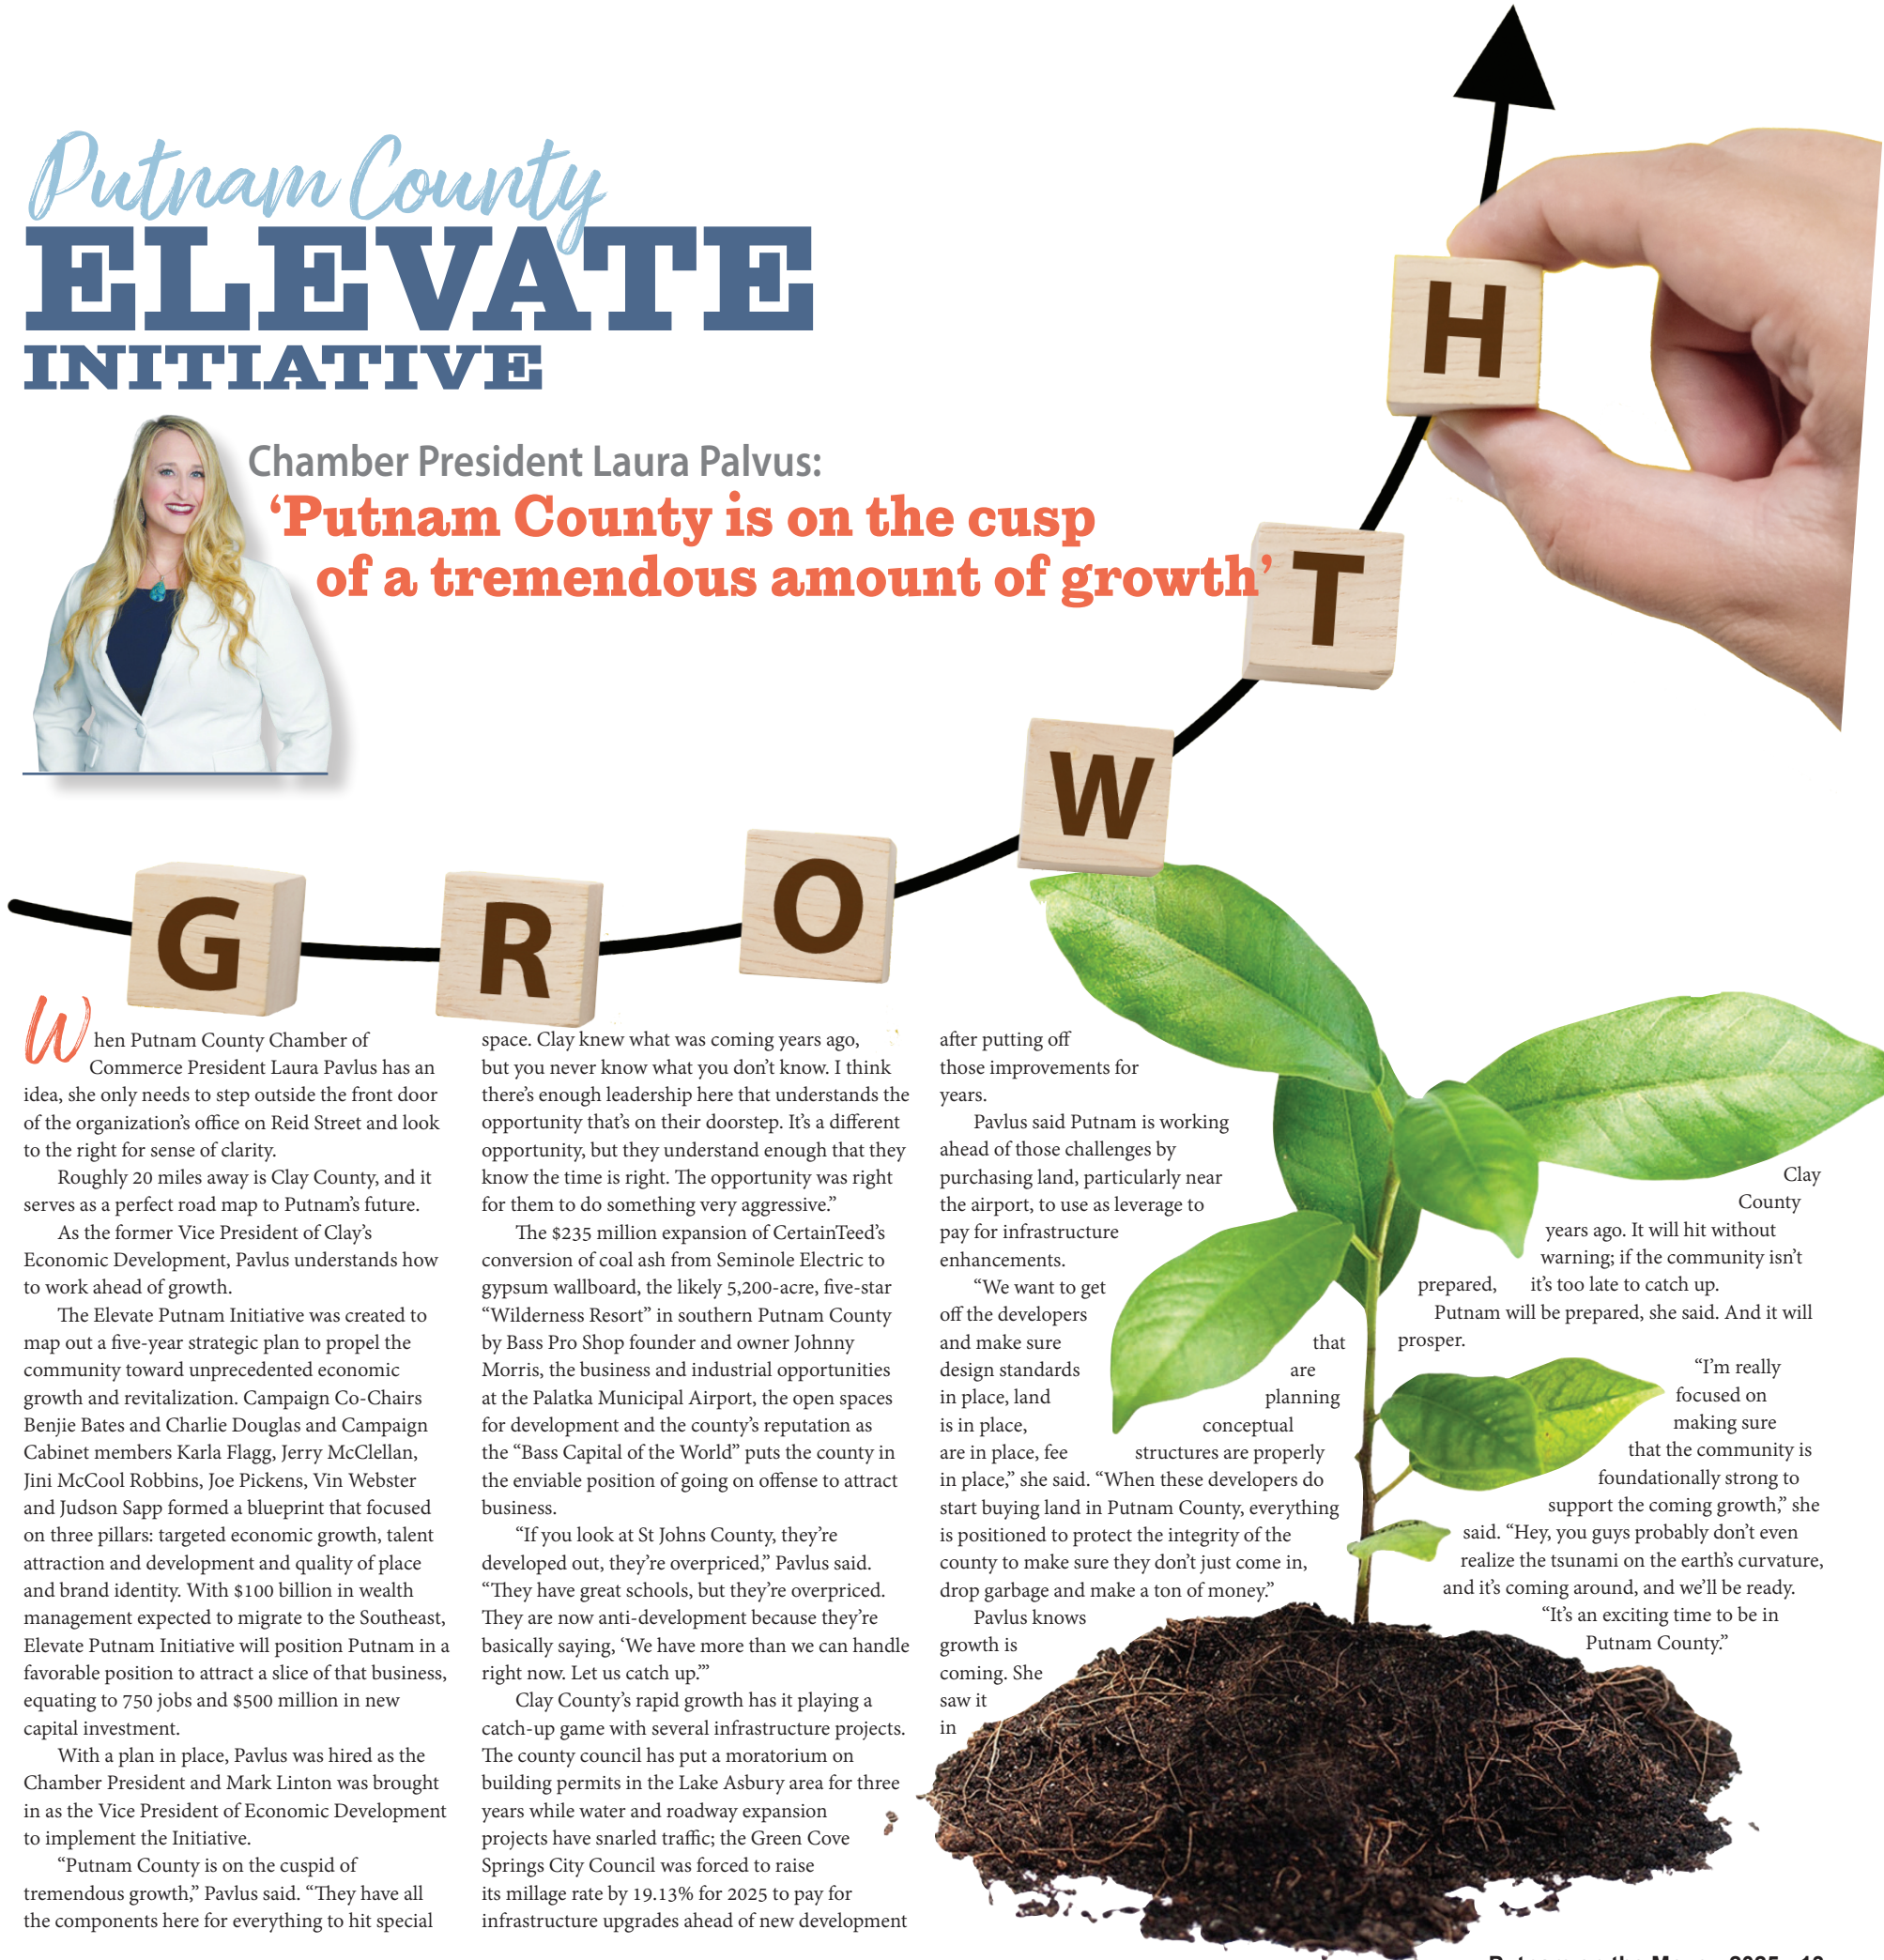 Putnam County
ELEVATE
INITIATIVE
Chamber President Laura Palvus:
‘Putnam County is on the cusp
of a tremendous amount of growth’
G R O W T H
When Putnam County Chamber of
Commerce President Laura Pavlus has an
idea, she only needs to step outside the front door
of the organization’s office on Reid Street and look
to the right for sense of clarity.
Roughly 20 miles away is Clay County, and it
serves as a perfect road map to Putnam’s future.
As the former Vice President of Clay’s
Economic Development, Pavlus understands how
to work ahead of growth.
The Elevate Putnam Initiative was created to
map out a five-year strategic plan to propel the
community toward unprecedented economic
growth and revitalization. Campaign Co-Chairs
Benjie Bates and Charlie Douglas and Campaign
Cabinet members Karla Flagg, Jerry McClellan,
Jini McCool Robbins, Joe Pickens, Vin Webster
and Judson Sapp formed a blueprint that focused
on three pillars: targeted economic growth, talent
attraction and development and quality of place
and brand identity. With $100 billion in wealth
management expected to migrate to the Southeast,
Elevate Putnam Initiative will position Putnam in a
favorable position to attract a slice of that business,
equating to 750 jobs and $500 million in new
capital investment.
With a plan in place, Pavlus was hired as the
Chamber President and Mark Linton was brought
in as the Vice President of Economic Development
to implement the Initiative.
“Putnam County is on the cuspid of
tremendous growth,” Pavlus said. “They have all
the components here for everything to hit special
space. Clay knew what was coming years ago,
but you never know what you don’t know. I think
there’s enough leadership here that understands the
opportunity that’s on their doorstep. It’s a different
opportunity, but they understand enough that they
know the time is right. The opportunity was right
for them to do something very aggressive.”
The $235 million expansion of CertainTeed’s
conversion of coal ash from Seminole Electric to
gypsum wallboard, the likely 5,200-acre, five-star
“Wilderness Resort” in southern Putnam County
by Bass Pro Shop founder and owner Johnny
Morris, the business and industrial opportunities
at the Palatka Municipal Airport, the open spaces
for development and the county’s reputation as
the “Bass Capital of the World” puts the county in
the enviable position of going on offense to attract
business.
“If you look at St Johns County, they’re
developed out, they’re overpriced,” Pavlus said.
“They have great schools, but they’re overpriced.
They are now anti-development because they’re
basically saying, ‘We have more than we can handle
right now. Let us catch up.’”
Clay County’s rapid growth has it playing a
catch-up game with several infrastructure projects.
The county council has put a moratorium on
building permits in the Lake Asbury area for three
years while water and roadway expansion
projects have snarled traffic; the Green Cove
Springs City Council was forced to raise
its millage rate by 19.13% for 2025 to pay for
infrastructure upgrades ahead of new development
after putting off
those improvements for
years.
Pavlus said Putnam is working
ahead of those challenges by
purchasing land, particularly near
the airport, to use as leverage to
pay for infrastructure
enhancements.
“We want to get
off the developers
and make sure that
design standards are
in place, land planning
is in place, conceptual
are in place, fee structures are properly
in place,” she said. “When these developers do
start buying land in Putnam County, everything
is positioned to protect the integrity of the
county to make sure they don’t just come in,
drop garbage and make a ton of money.”
Pavlus knows
growth is
coming. She
saw it
in
Clay
County
years ago. It will hit without
warning; if the community isn’t
prepared, it’s too late to catch up.
Putnam will be prepared, she said. And it will
prosper.
“I’m really
focused on
making sure
that the community is
foundationally strong to
support the coming growth,” she
said. “Hey, you guys probably don’t even
realize the tsunami on the earth’s curvature,
and it’s coming around, and we’ll be ready.
“It’s an exciting time to be in
Putnam County.”